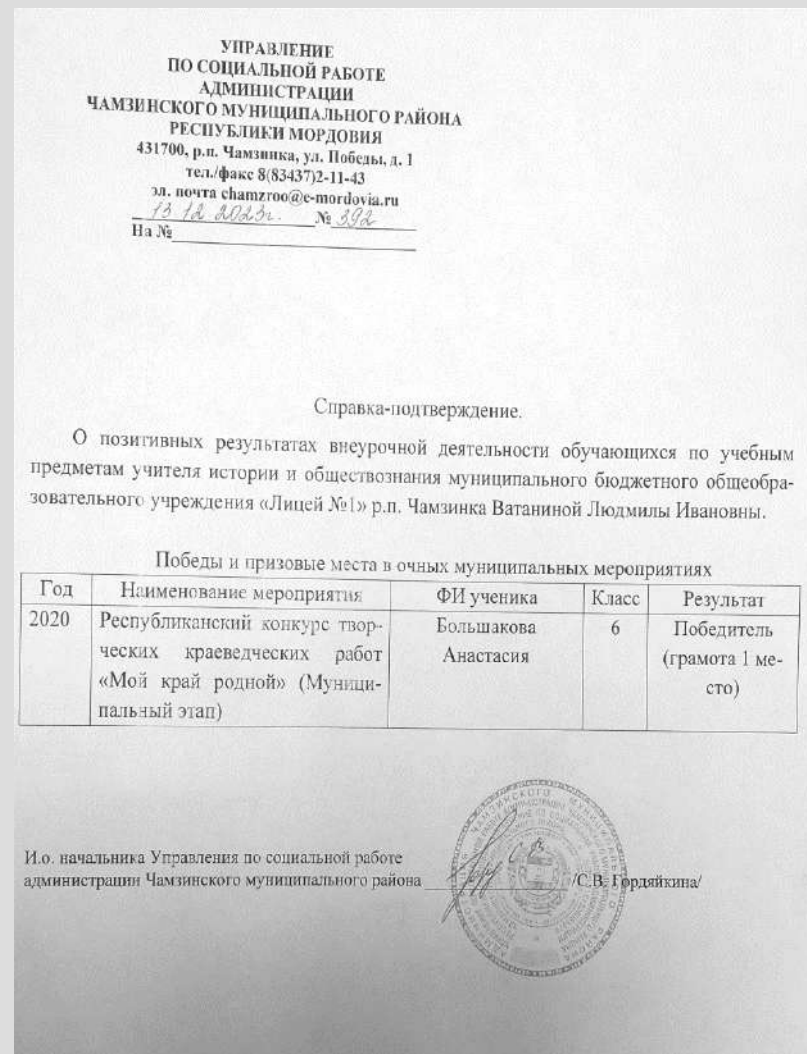 УПРАВЛЕНИЕ
ПО СОЦИАЛЬНОЙ РАБОТЕ
АДМИНИСТРАЦИИ
ЧАМЗИНСКОГО МУНИЦИПАЛЬНОГО РАЙОНА
РЕСПУБЛИКИ МОРДОВИЯ
431700, р.п. Чамзинка, ул. Победы, д. 1
тел./факс 8(83437)2-11-43
эл. почта chamzroo@e-mordovia.ru
13 12 2023г. № 392
На №
Справка-подтверждение.
О позитивных результатах внеурочной деятельности обучающихся по учебным
предметам учителя истории и обществознания муниципального бюджетного общеобра-
зовательного учреждения «Лицей №1» р.п. Чамзинка Ватаниной Людмилы Ивановны.
Победы и призовые места в очных муниципальных мероприятиях
Год Наименование мероприятия ФИ ученика Класс Результат
2020 Республиканский конкурс твор- Большакова 6 Победитель
ческих краеведческих работ Анастасия (грамота 1 ме-
«Мой край родной» (Муници- сто)
пальный этап)
И.о. начальника Управления по социальной работе
администрации Чамзинского муниципального района /С.В. Гордяйкина/